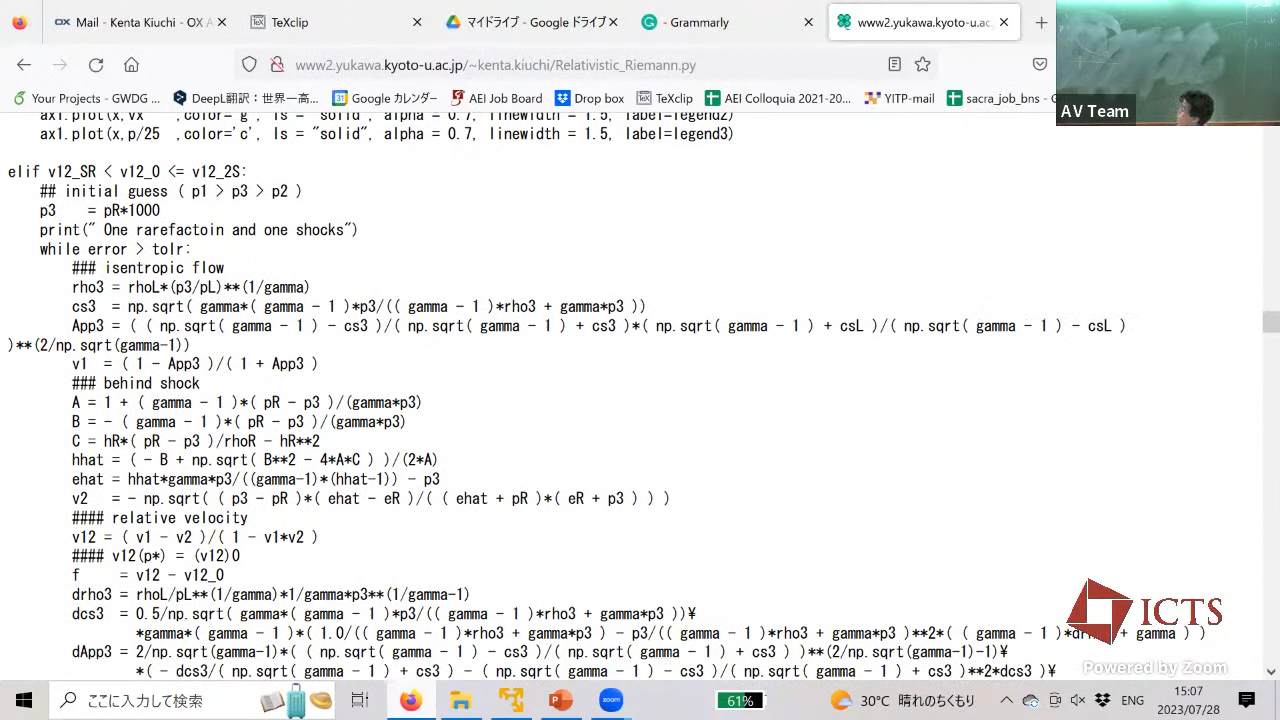 Mail - Kenta Kiuchi - OX A
TeXclip
マイドライブ - Google ドライブ
- Grammarly
www2.yukawa.kyoto-u.ac.
www2.yukawa.kyoto-u.ac.jp/~kenta.kiuchi/Relativistic_Riemann.py
Your Projects — GWDG ...
DeepL翻訳：世界一高...
Google カレンダー
AEI Job Board
Drop box
TeXclip
AEI Colloquia 2021-20...
YITP-mail
sacra_job_bns - G
AV Team
ax1.plot(x,vx ,color='g', ls = "solid", alpha = 0.7, linewidth = 1.5, label=legend2)
ax1.plot(x,p/25 ,color='c', ls = "solid", alpha = 0.7, linewidth = 1.5, label=legend3)
elif v12_SR < v12_0 <= v12_2S:
## initial guess ( p1 > p3 > p2 )
p3 = pR*1000
print(" One rarefactoin and one shocks")
while error > tolr:
### isentropic flow
rho3 = rhoL*(p3/pL)**(1/gamma)
cs3 = np.sqrt( gamma*( gamma - 1 )*p3/(( gamma - 1 )*rho3 + gamma*p3 ))
App3 = ( ( np.sqrt( gamma - 1 ) - cs3 )/( np.sqrt( gamma - 1 ) + cs3 )*( np.sqrt( gamma - 1 ) + csL )/( np.sqrt( gamma - 1 ) - csL )
)**(2/np.sqrt(gamma-1))
v1 = ( 1 - App3 )/( 1 + App3 )
### behind shock
A = 1 + ( gamma - 1 )*( pR - p3 )/(gamma*p3)
B = - ( gamma - 1 )*( pR - p3 )/(gamma*p3)
C = hR*( pR - p3 )/rhoR - hR**2
hhat = ( - B + np.sqrt( B**2 - 4*A*C ) )/(2*A)
ehat = hhat*gamma*p3/((gamma-1)*(hhat-1)) - p3
v2 = - np.sqrt( ( p3 - pR )*( ehat - eR )/( ( ehat + pR )*( eR + p3 ) ) )
#### relative velocity
v12 = ( v1 - v2 )/( 1 - v1*v2 )
#### v12(p*) = (v12)0
f = v12 - v12_0
drho3 = rhoL/pL**(1/gamma)*1/gamma*p3**(1/gamma-1)
dcs3 = 0.5/np.sqrt( gamma*( gamma - 1 )*p3/(( gamma - 1 )*rho3 + gamma*p3 ))¥
*gamma*( gamma - 1 )*( 1.0/(( gamma - 1 )*rho3 + gamma*p3 ) - p3/(( gamma - 1 )*rho3 + gamma*p3 )**2*( ( gamma - 1 )*dr + gamma ) )
dApp3 = 2/np.sqrt(gamma-1)*( ( np.sqrt( gamma - 1 ) - cs3 )/( np.sqrt( gamma - 1 ) + cs3 ) )**(2/np.sqrt(gamma-1)-1)¥
*( - dcs3/( np.sqrt( gamma - 1 ) + cs3 ) - ( np.sqrt( gamma - 1 ) - cs3 )/( np.sqrt( gamma - 1 ) + cs3 )**2*dcs3 )¥
ICTS
Powered by Zoom
ここに入力して検索
zoom
61%
30°C 晴れのちくもり
ENG
15:07
2023/07/28